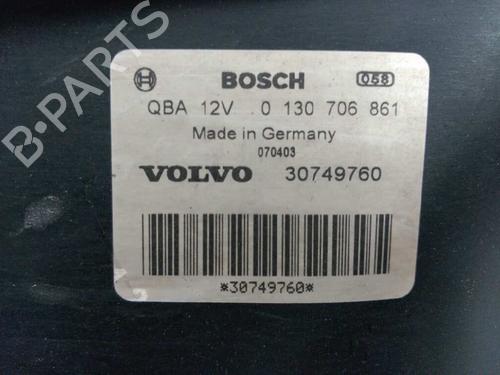 B-PARTS
BOSCH 058
QBA 12V 0 130 706 861
Made in Germany
070403
VOLVO 30749760
*30749760*